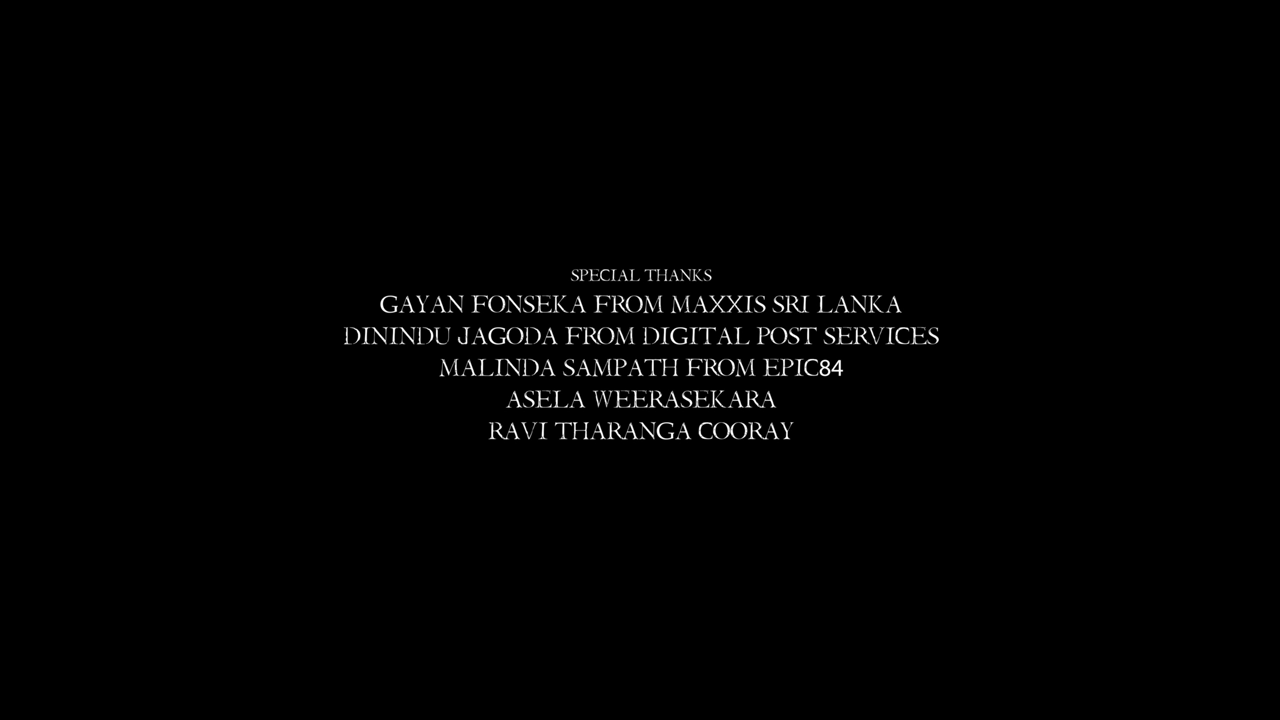 SPECIAL THANKS
GAYAN FONSEKA FROM MAXXIS SRI LANKA
DININDU JAGODA FROM DIGITAL POST SERVICES
MALINDA SAMPATH FROM EPIC84
ASELA WEERASEKARA
RAVI THARANGA COORAY